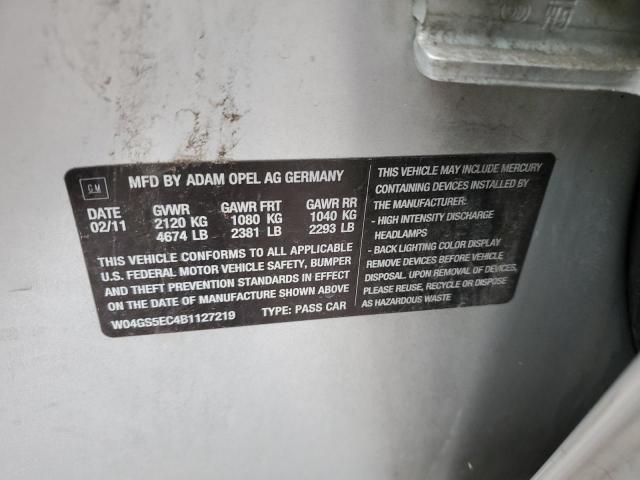 GM
MFD BY ADAM OPEL AG GERMANY
DATE GVWR GAWR FRT GAWR RR
02/11 2120 KG 1080 KG 1040 KG
4674 LB 2381 LB 2293 LB
THIS VEHICLE CONFORMS TO ALL APPLICABLE
U.S. FEDERAL MOTOR VEHICLE SAFETY, BUMPER
AND THEFT PREVENTION STANDARDS IN EFFECT
ON THE DATE OF MANUFACTURE SHOWN ABOVE
W04GS5EC4B1127219 TYPE: PASS CAR
THIS VEHICLE MAY INCLUDE MERCURY
CONTAINING DEVICES INSTALLED BY
THE MANUFACTURER:
- HIGH INTENSITY DISCHARGE
HEADLAMPS
- BACK LIGHTING COLOR DISPLAY
REMOVE DEVICES BEFORE VEHICLE
DISPOSAL. UPON REMOVAL OF DEVICES,
PLEASE REUSE, RECYCLE OR DISPOSE
AS HAZARDOUS WASTE